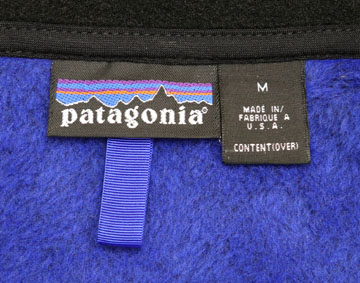 patagonia®
M
MADE IN/
FABRIQUE A
U.S.A.
CONTENT(OVER)